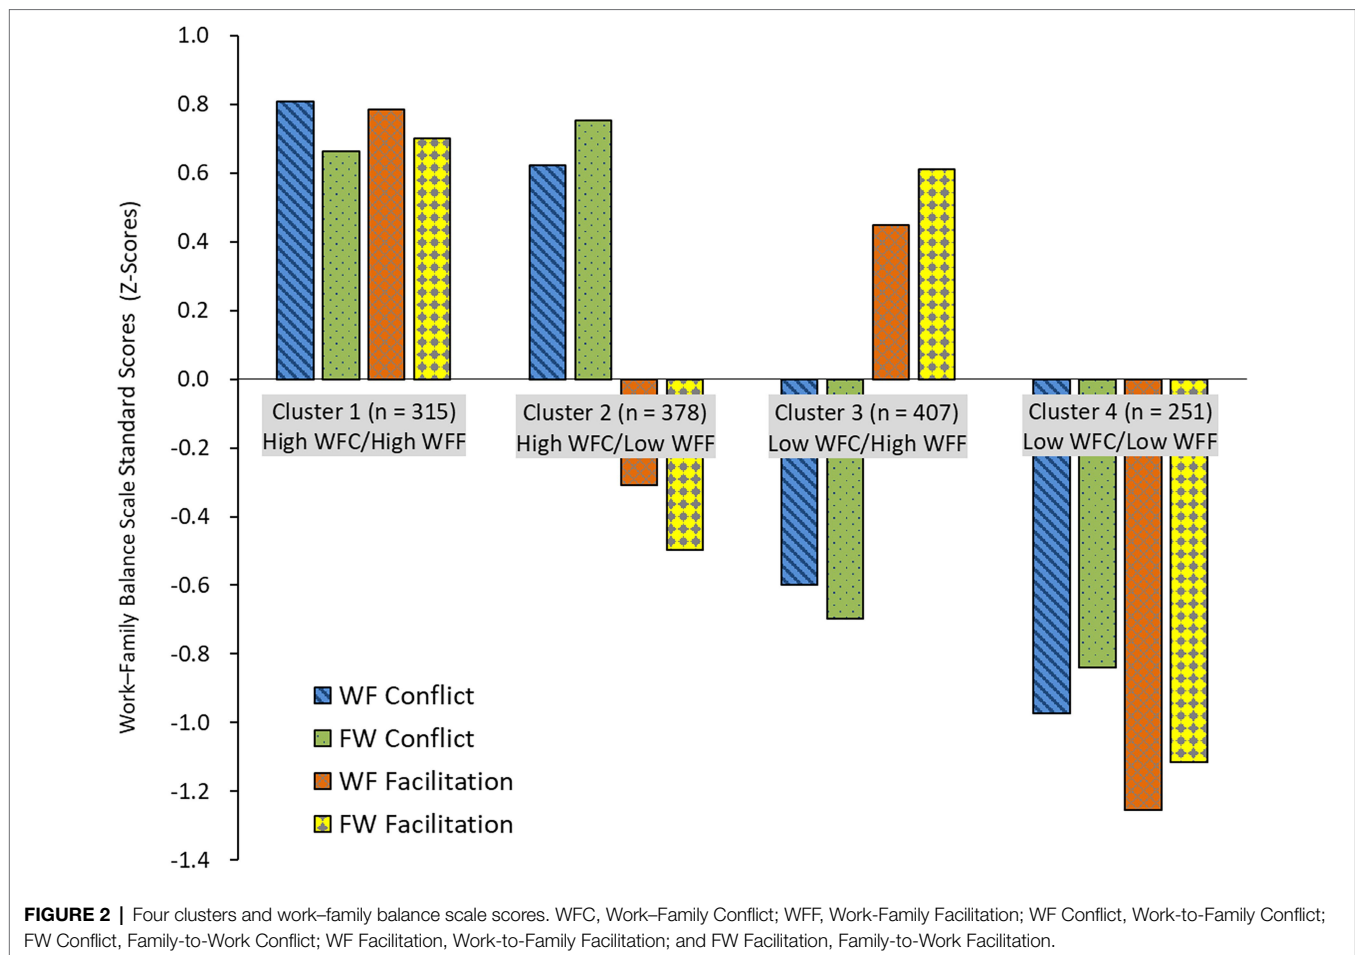 1.0
0.8
0.6
0.4
0.2
0.0
-0.2
-0.4
-0.6
-0.8
-1.0
-1.2
-1.4
Work–Family Balance Scale Standard Scores (Z-Scores)
Cluster 1 (n = 315)
High WFC/High WFF
Cluster 2 (n = 378)
High WFC/Low WFF
Cluster 3 (n = 407)
Low WFC/High WFF
Cluster 4 (n = 251)
Low WFC/Low WFF
WF Conflict
FW Conflict
WF Facilitation
FW Facilitation
FIGURE 2 | Four clusters and work–family balance scale scores. WFC, Work–Family Conflict; WFF, Work-Family Facilitation; WF Conflict, Work-to-Family Conflict;
FW Conflict, Family-to-Work Conflict; WF Facilitation, Work-to-Family Facilitation; and FW Facilitation, Family-to-Work Facilitation.